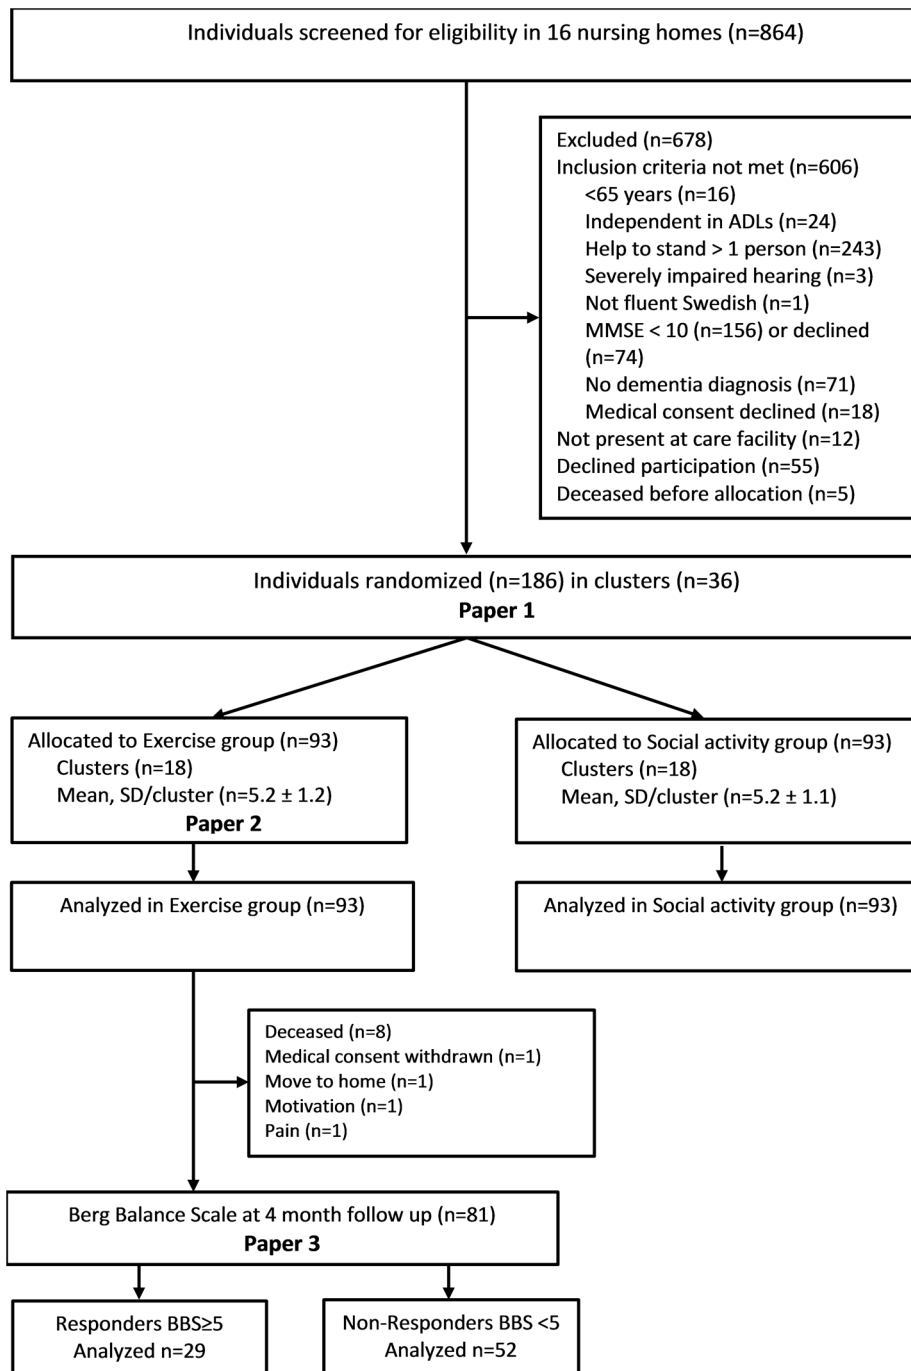 Individuals screened for eligibility in 16 nursing homes (n=864)
Excluded (n=678)
Inclusion criteria not met (n=606)
<65 years (n=16)
Independent in ADLs (n=24)
Help to stand > 1 person (n=243)
Severely impaired hearing (n=3)
Not fluent Swedish (n=1)
MMSE < 10 (n=156) or declined
(n=74)
No dementia diagnosis (n=71)
Medical consent declined (n=18)
Not present at care facility (n=12)
Declined participation (n=55)
Deceased before allocation (n=5)
Individuals randomized (n=186) in clusters (n=36)
Paper 1
Allocated to Exercise group (n=93)
Clusters (n=18)
Mean, SD/cluster (n=5.2 ± 1.2)
Paper 2
Allocated to Social activity group (n=93)
Clusters (n=18)
Mean, SD/cluster (n=5.2 ± 1.1)
Analyzed in Exercise group (n=93)
Analyzed in Social activity group (n=93)
Deceased (n=8)
Medical consent withdrawn (n=1)
Move to home (n=1)
Motivation (n=1)
Pain (n=1)
Berg Balance Scale at 4 month follow up (n=81)
Paper 3
Responders BBS≥5
Analyzed n=29
Non-Responders BBS <5
Analyzed n=52